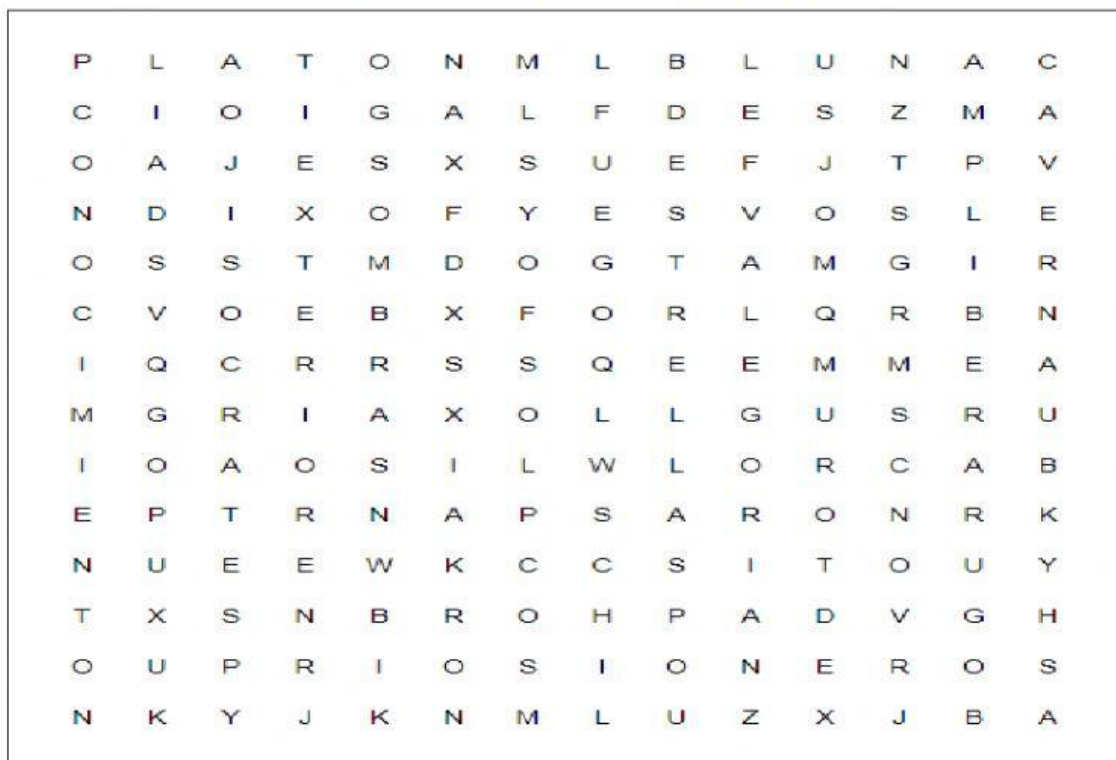 P L A T O N M L B L U N A C
C I O I G A L F D E S Z M A
O A J E S X S U E F J T P V
N D I X O F Y E S V O S L E
O S S T M D O G T A M G I R
C V O E B X F O R L Q R B N
I Q C R R S S Q E E M M E A
M G R I A X O L L G U S R U
I O A O S I L W L O R C A B
E P T R N A P S A R O N R K
N U E E W K C C S I T O U Y
T X S N B R O H P A D V G H
O U P R I O S I O N E R O S
N K Y J K N M L U Z X J B A